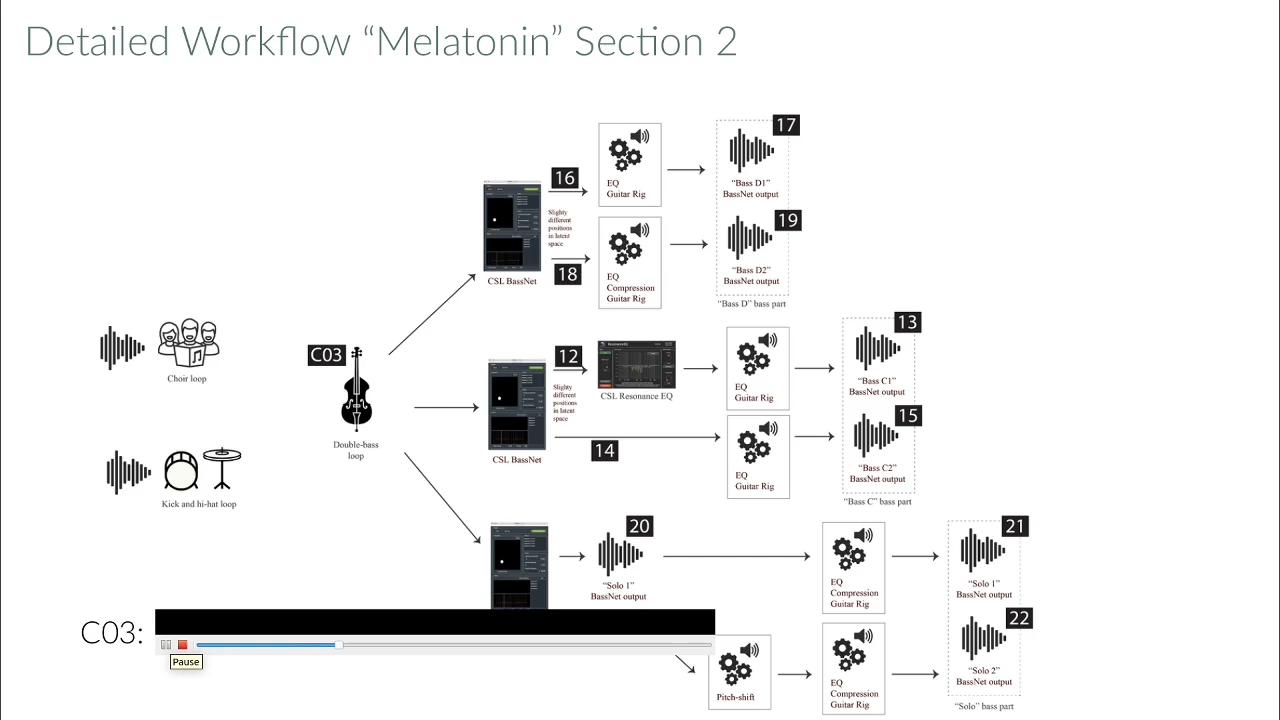 Detailed Workflow “Melatonin” Section 2
16
Slighty
different
positions
in latent
space
18
CSL BassNet
EQ
Guitar Rig
EQ
Compression
Guitar Rig
17
“Bass D1”
BassNet output
19
“Bass D2”
BassNet output
“Bass D” bass part
Choir loop
Kick and hi-hat loop
C03
Double-bass
loop
12
Slighty
different
positions
in latent
space
14
CSL BassNet
CSL Resonance EQ
EQ
Guitar Rig
EQ
Guitar Rig
13
“Bass C1”
BassNet output
15
“Bass C2”
BassNet output
“Bass C” bass part
20
“Solo 1”
BassNet output
EQ
Compression
Guitar Rig
21
“Solo 1”
BassNet output
22
“Solo 2”
BassNet output
“Solo” bass part
Pitch-shift
EQ
Compression
Guitar Rig
C03:
Pause